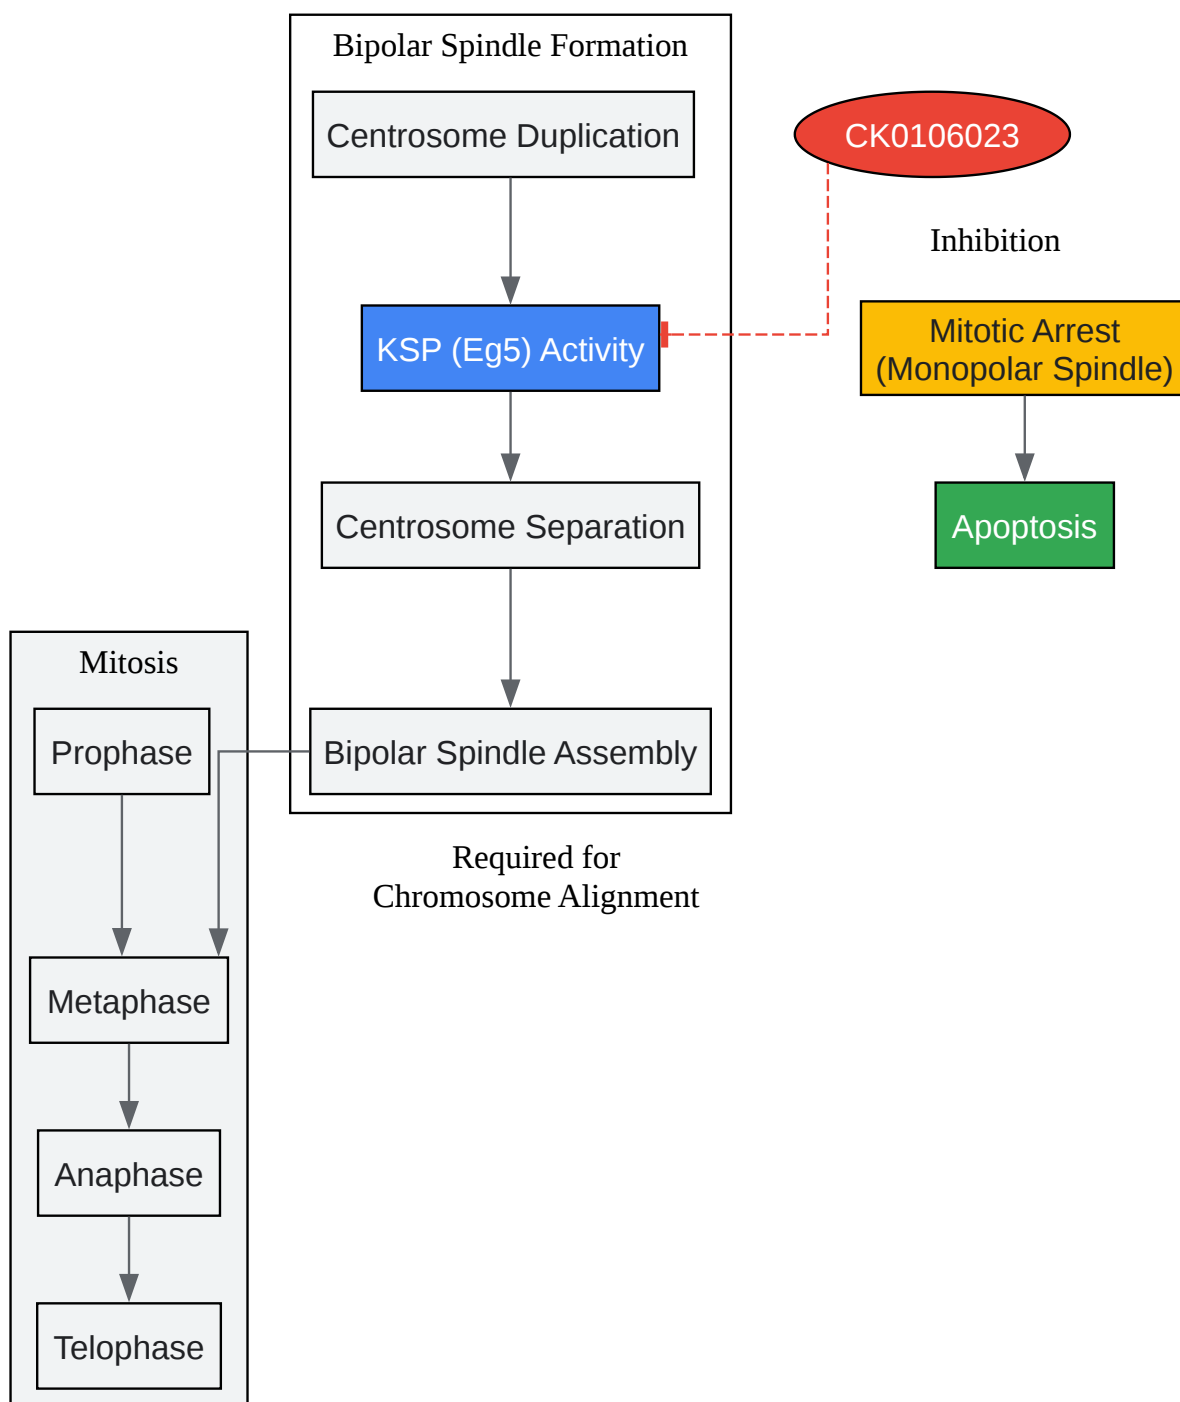 Bipolar Spindle Formation
Centrosome Duplication
CK0106023
Inhibition
KSP (Eg5) Activity
Mitotic Arrest
(Monopolar Spindle)
Centrosome Separation
Apoptosis
Mitosis
Prophase
Bipolar Spindle Assembly
Required for
Chromosome Alignment
Metaphase
Anaphase
Telophase